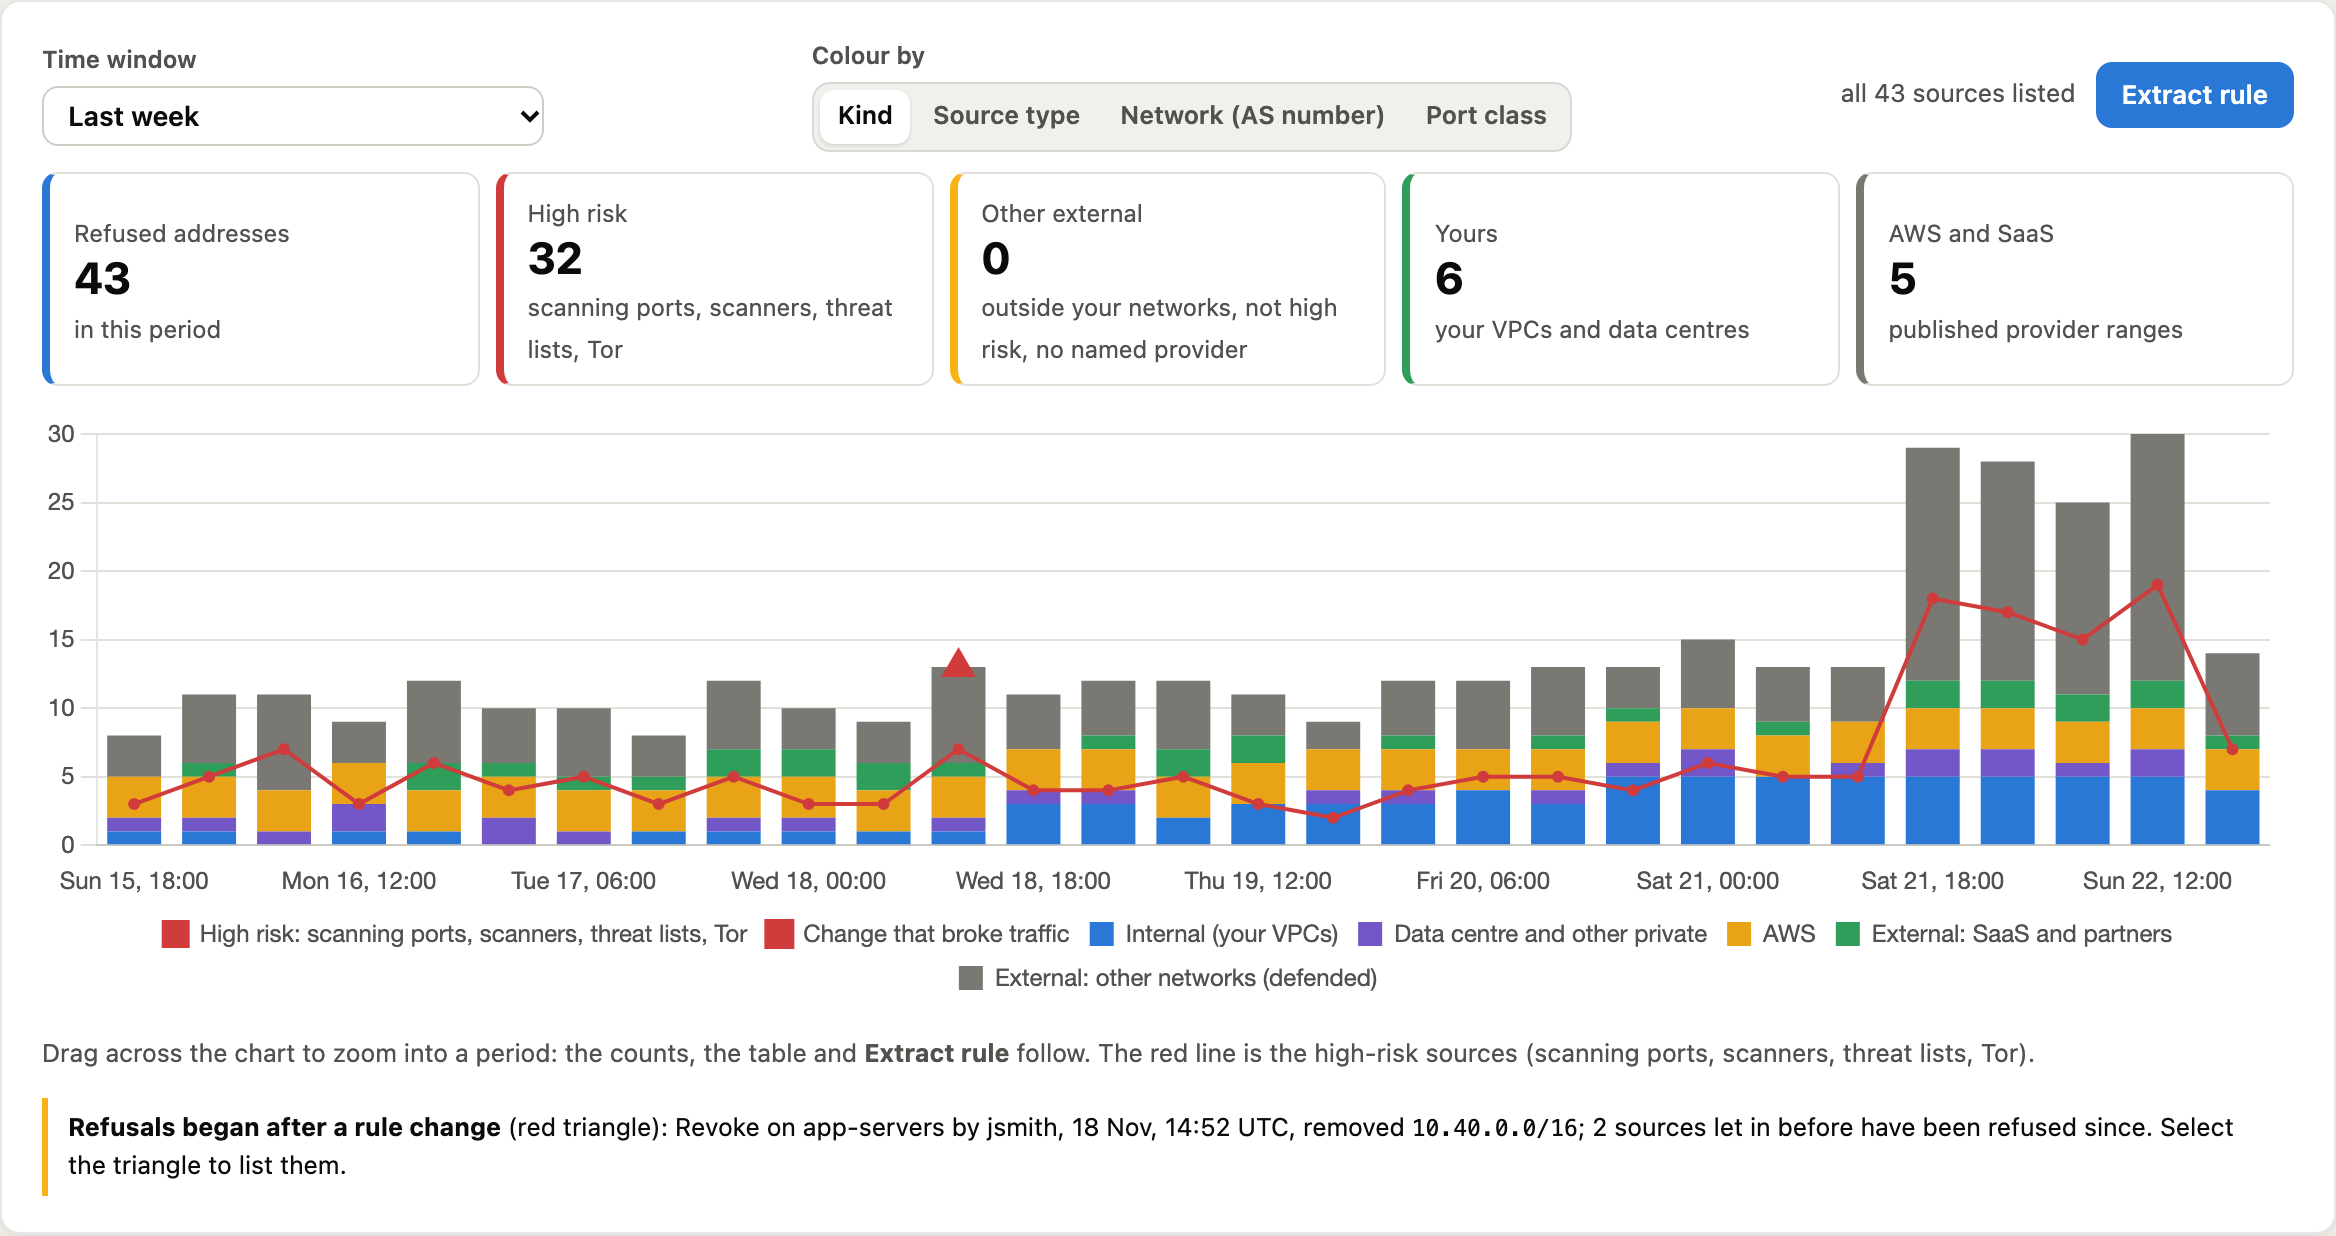 Time window
Last week
Colour by
Kind
Source type
Network (AS number)
Port class
all 43 sources listed
Extract rule
Refused addresses
43
in this period
High risk
32
scanning ports, scanners, threat
lists, Tor
Other external
0
outside your networks, not high
risk, no named provider
Yours
6
your VPCs and data centres
AWS and SaaS
5
published provider ranges
30
25
20
15
10
5
0
Sun 15, 18:00
Mon 16, 12:00
Tue 17, 06:00
Wed 18, 00:00
Wed 18, 18:00
Thu 19, 12:00
Fri 20, 06:00
Sat 21, 00:00
Sat 21, 18:00
Sun 22, 12:00
High risk: scanning ports, scanners, threat lists, Tor
Change that broke traffic
Internal (your VPCs)
Data centre and other private
AWS
External: SaaS and partners
External: other networks (defended)
Drag across the chart to zoom into a period: the counts, the table and Extract rule follow. The red line is the high-risk sources (scanning ports, scanners, threat lists, Tor).
Refusals began after a rule change (red triangle): Revoke on app-servers by jsmith, 18 Nov, 14:52 UTC, removed 10.40.0.0/16; 2 sources let in before have been refused since. Select
the triangle to list them.